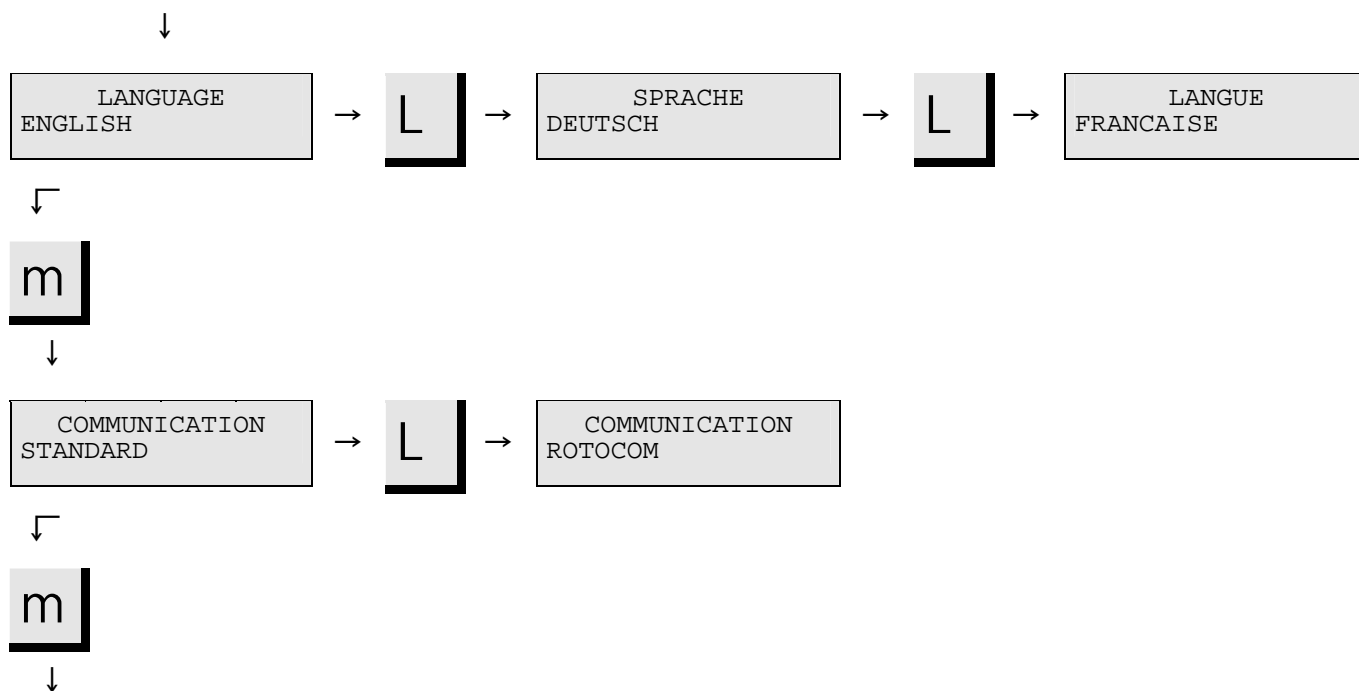 ↓
LANGUAGE
ENGLISH
→ L →
SPRACHE
DEUTSCH
→ L →
LANGUE
FRANCAISE
↓
m
↓
COMMUNICATION
STANDARD
→ L →
COMMUNICATION
ROTOCOM
↓
m
↓